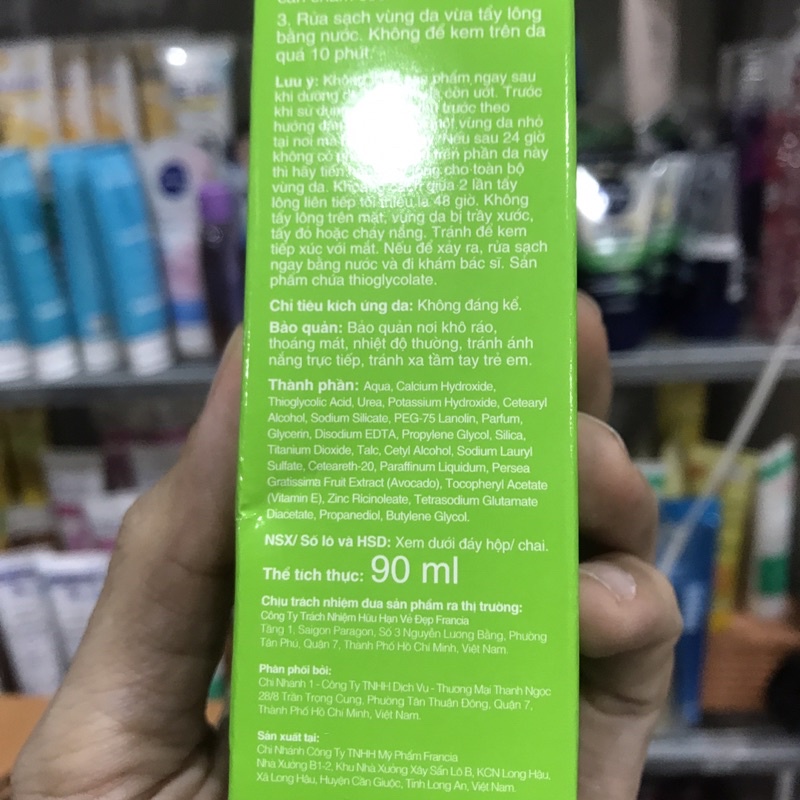 3. Rửa sạch vùng da vừa tẩy lông
bằng nước. Không để kem trên da
quá 10 phút.
Lưu ý: phẩm ngay sau
khi dưỡng còn ướt. Trước
khi sử dụng trước theo
hướng dẫn một vùng da nhỏ
tại nơi mà Nếu sau 24 giờ
không có trên phần da này
thì hãy tiến cho toàn bộ
vùng da. Khoảng cách giữa 2 lần tẩy
lông liên tiếp tối thiểu là 48 giờ. Không
tẩy lông trên mặt, vùng da bị trầy xước,
tấy đỏ hoặc cháy nắng. Tránh để kem
tiếp xúc với mắt. Nếu để xảy ra, rửa sạch
ngay bằng nước và đi khám bác sĩ. Sản
phẩm chứa thioglycolate.
Chỉ tiêu kích ứng da: Không đáng kể.
Bảo quản: Bảo quản nơi khô ráo,
thoáng mát, nhiệt độ thường, tránh ánh
nắng trực tiếp, tránh xa tầm tay trẻ em.
Thành phần: Aqua, Calcium Hydroxide,
Thioglycolic Acid, Urea, Potassium Hydroxide, Cetearyl
Alcohol, Sodium Silicate, PEG-75 Lanolin, Parfum,
Glycerin, Disodium EDTA, Propylene Glycol, Silica,
Titanium Dioxide, Talc, Cetyl Alcohol, Sodium Lauryl
Sulfate, Ceteareth-20, Paraffinum Liquidum, Persea
Gratissima Fruit Extract (Avocado), Tocopheryl Acetate
(Vitamin E), Zinc Ricinoleate, Tetrasodium Glutamate
Diacetate, Propanediol, Butylene Glycol.
NSX/ Số lô và HSD: Xem dưới đáy hộp/ chai.
Thể tích thực: 90 ml
Chịu trách nhiệm đưa sản phẩm ra thị trường:
Công Ty Trách Nhiệm Hữu Hạn Vẻ Đẹp Francia
Tầng 1, Saigon Paragon, Số 3 Nguyễn Lương Bằng, Phường
Tân Phú, Quận 7, Thành Phố Hồ Chí Minh, Việt Nam.
Phân phối bởi:
Chi Nhánh 1 - Công Ty TNHH Dịch Vụ - Thương Mại Thanh Ngọc
28/8 Trần Trọng Cung, Phường Tân Thuận Đông, Quận 7,
Thành Phố Hồ Chí Minh, Việt Nam.
Sản xuất tại:
Chi Nhánh Công Ty TNHH Mỹ Phẩm Francia
Nhà Xưởng B1-2, Khu Nhà Xưởng Xây Sẵn Lô B, KCN Long Hậu,
Xã Long Hậu, Huyện Cần Giuộc, Tỉnh Long An, Việt Nam.